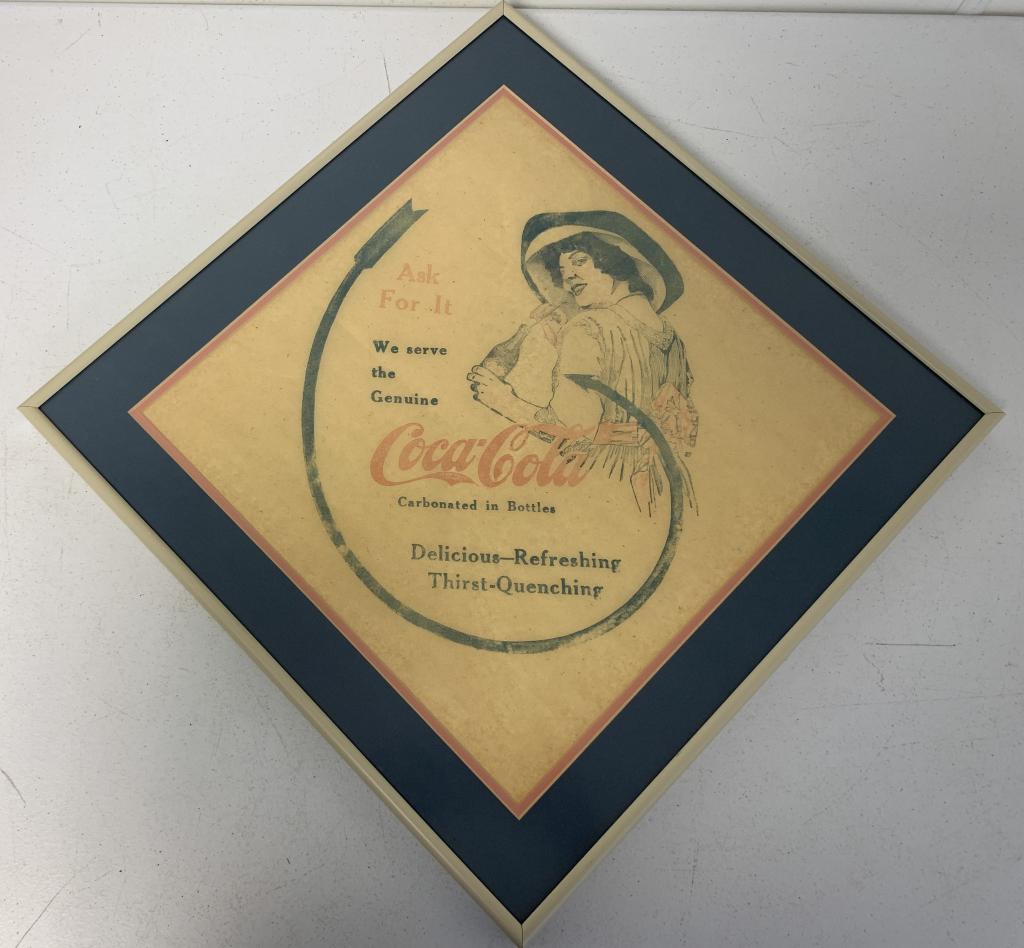 Ask
For It
We serve
the
Genuine
Coca-Cola
Carbonated in Bottles
Delicious—Refreshing
Thirst-Quenching